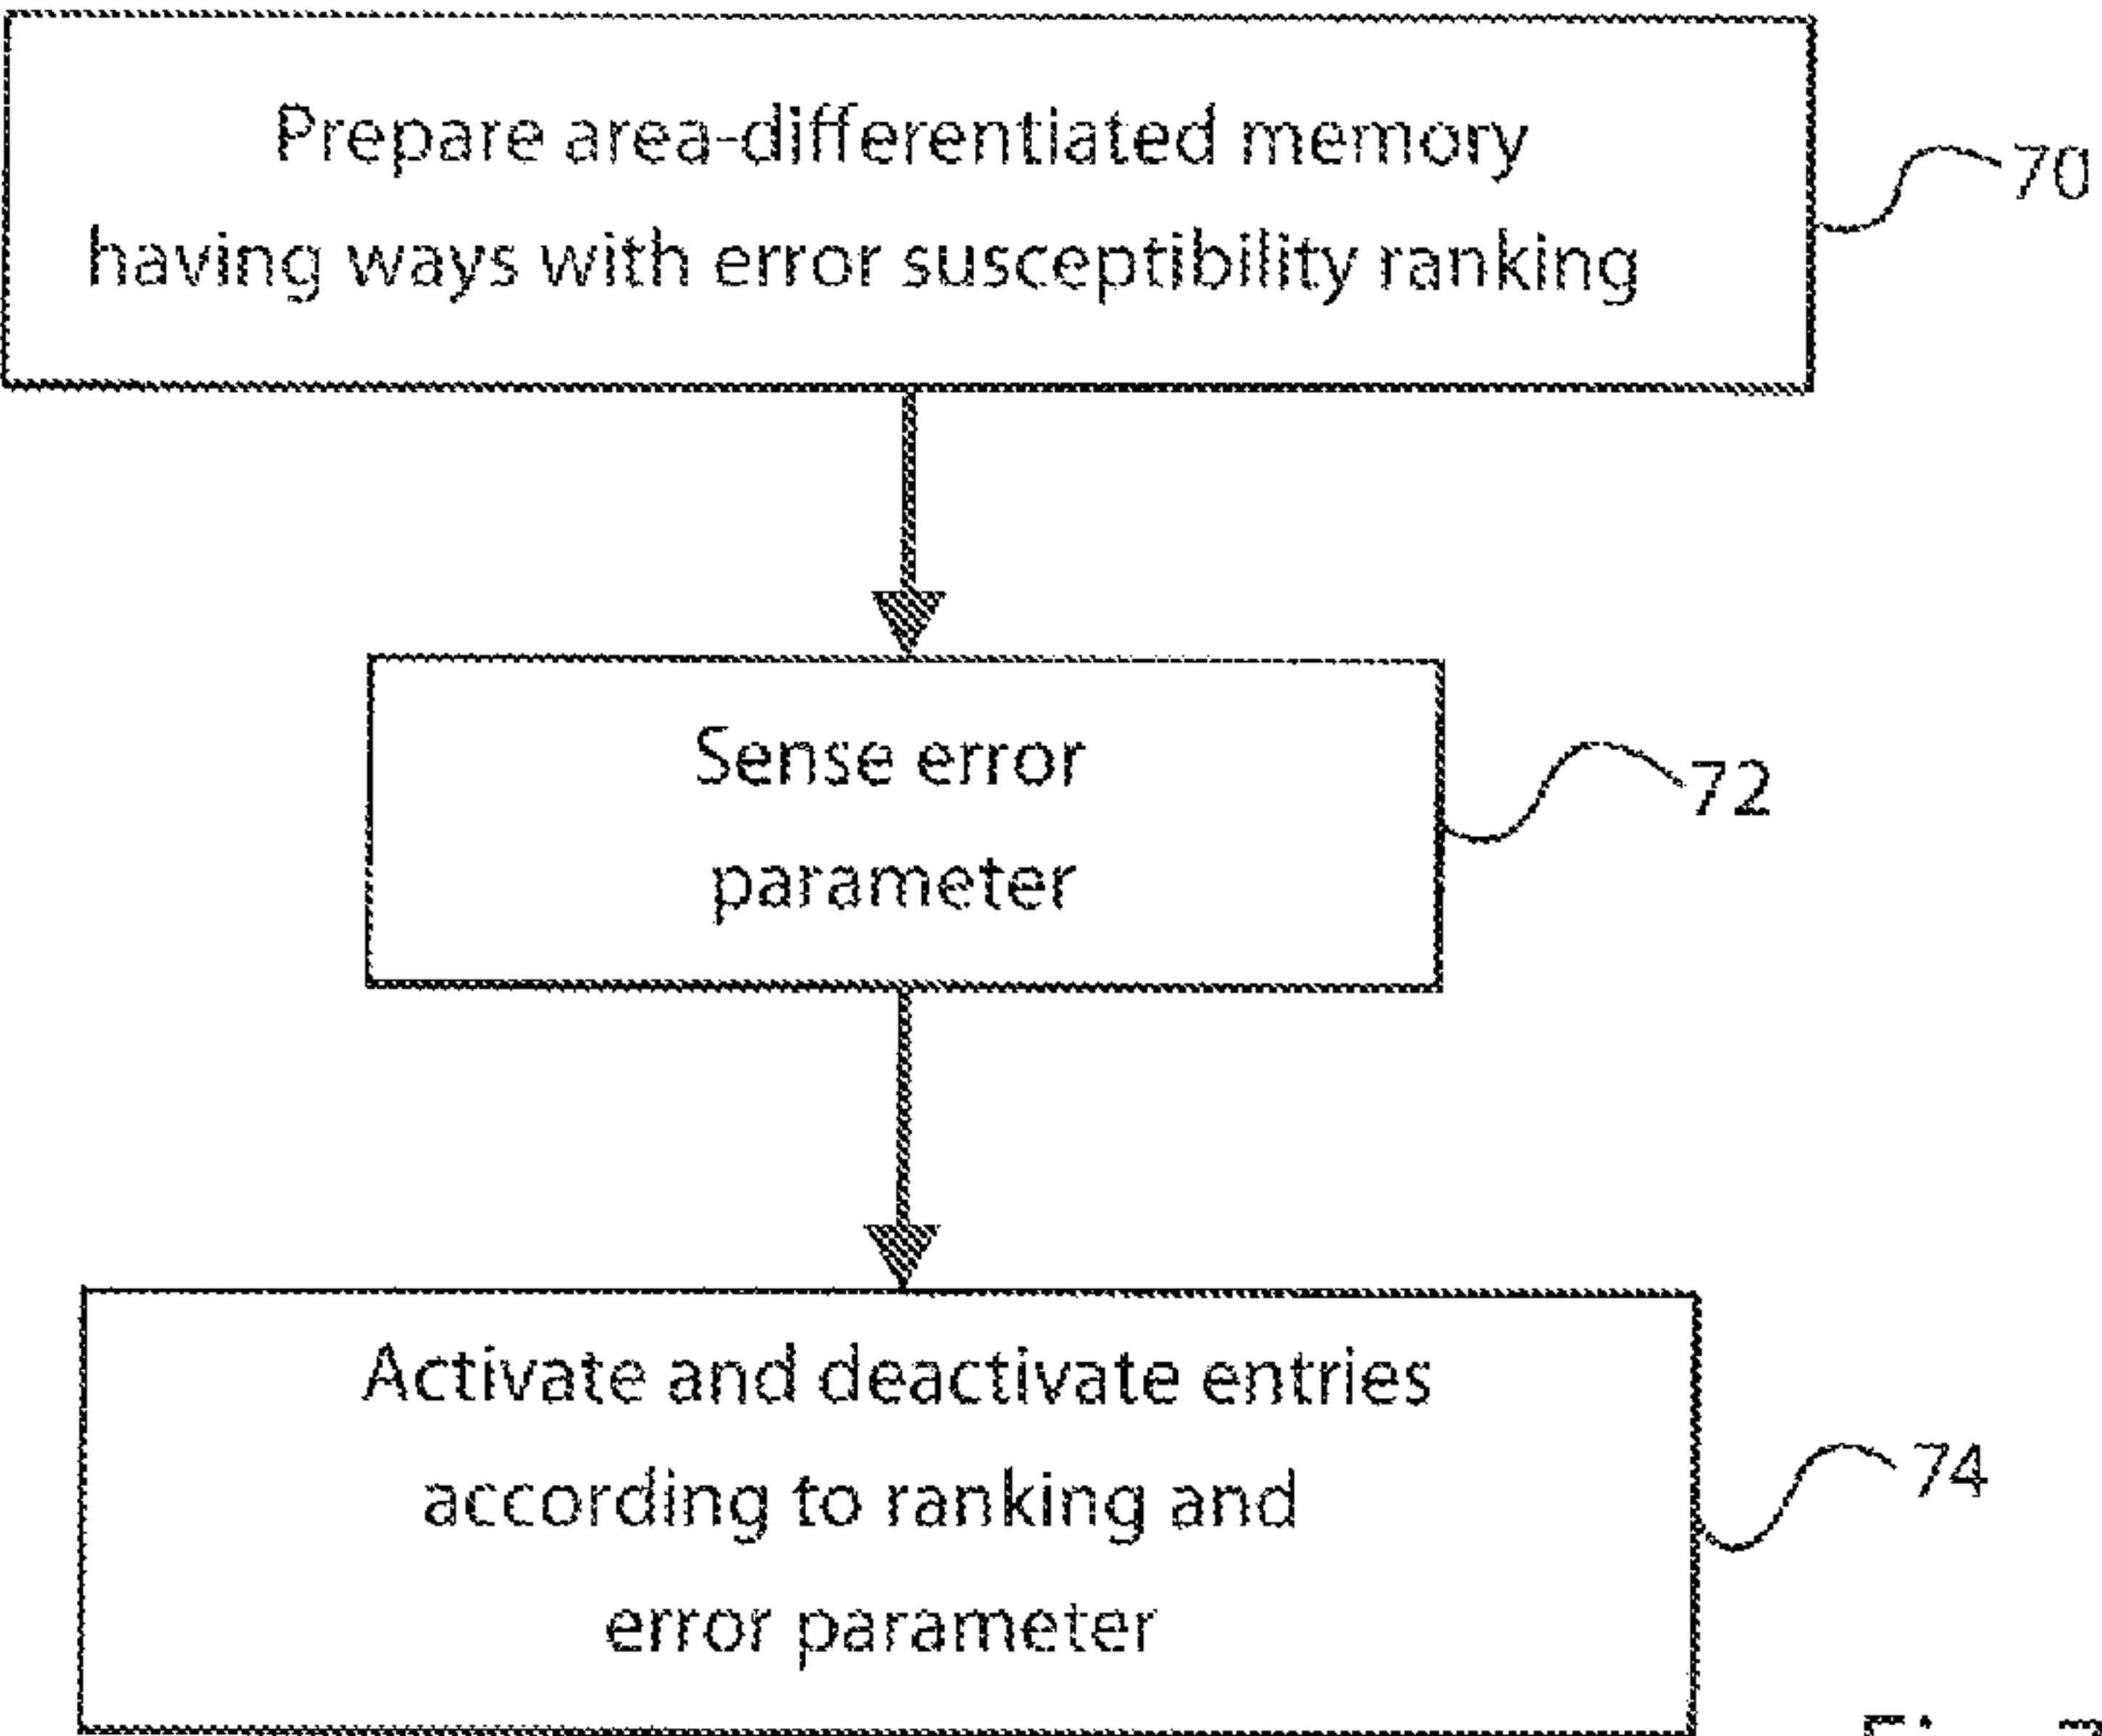 Prepare area-differentiated memory
having ways with error susceptibility ranking
70
Sense error
parameter
72
Activate and deactivate entries
according to ranking and
error parameter
74